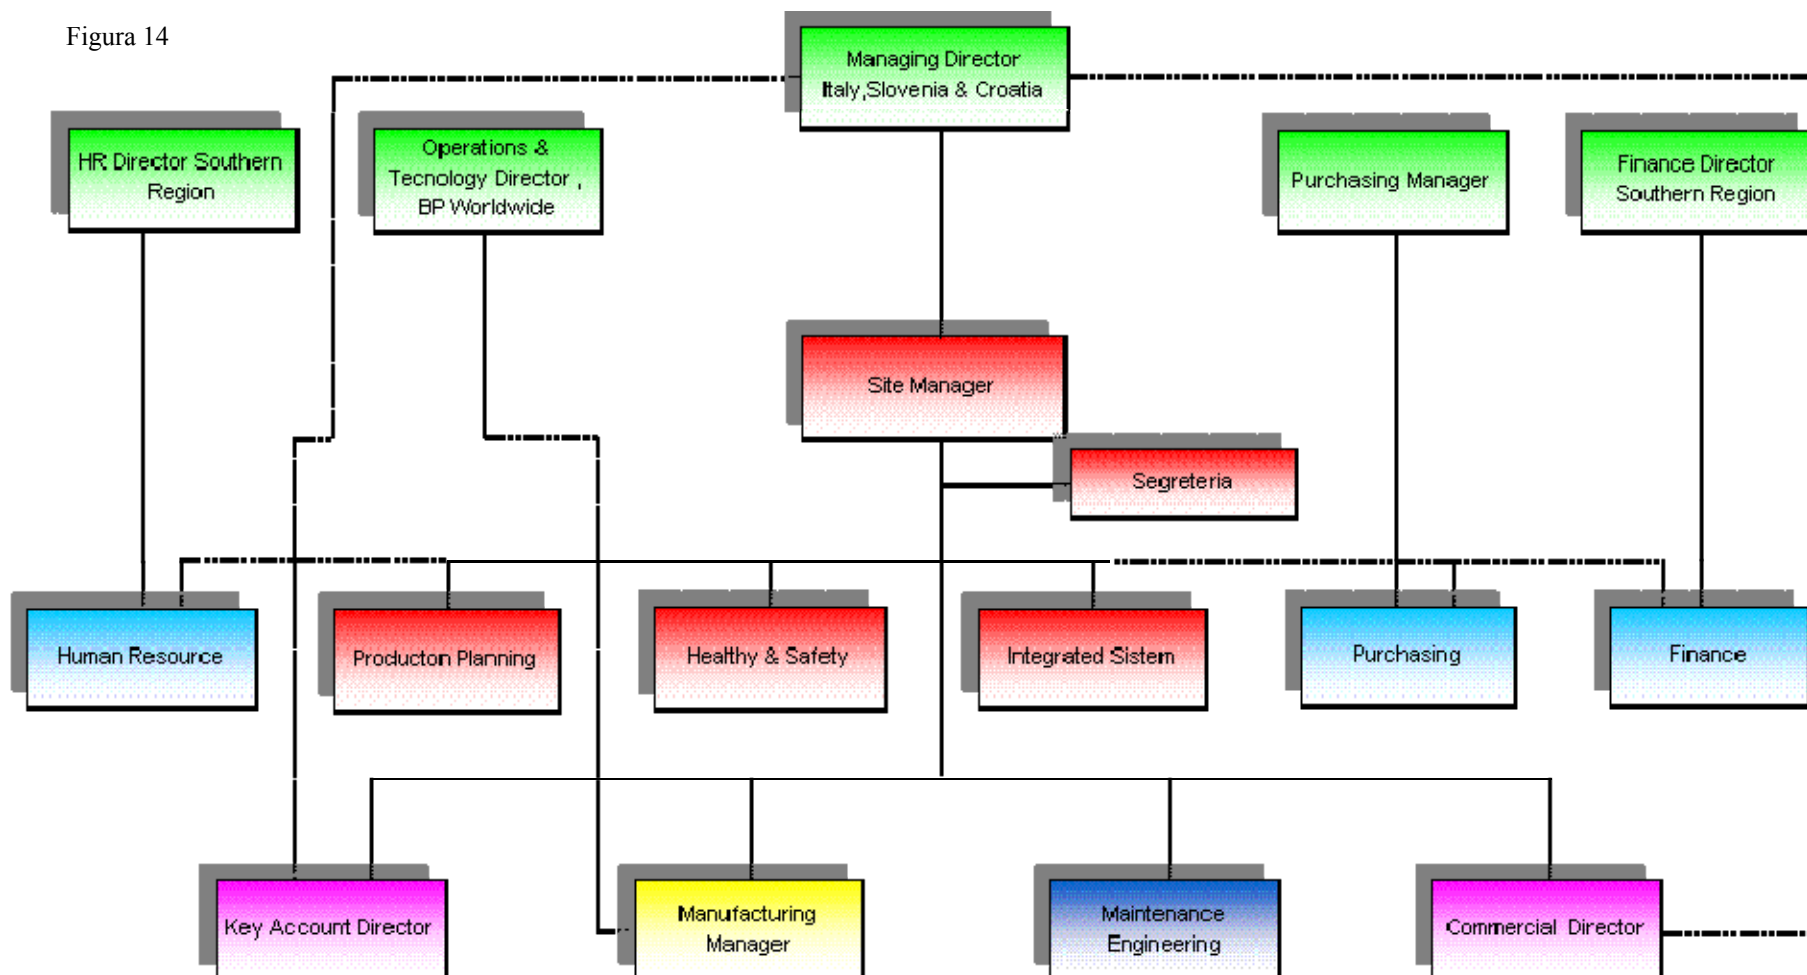 Figura 14
Managing Director
Italy,Slovenia & Croatia
HR Director Southern
Region
Operations &
Tecnology Director ,
BP Worldwide
Purchasing Manager
Finance Director
Southern Region
Site Manager
Segreteria
Human Resource
Producton Planning
Healthy & Safety
Integrated Sistem
Purchasing
Finance
Key Account Director
Manufacturing
Manager
Maintenance
Engineering
Commercial Director